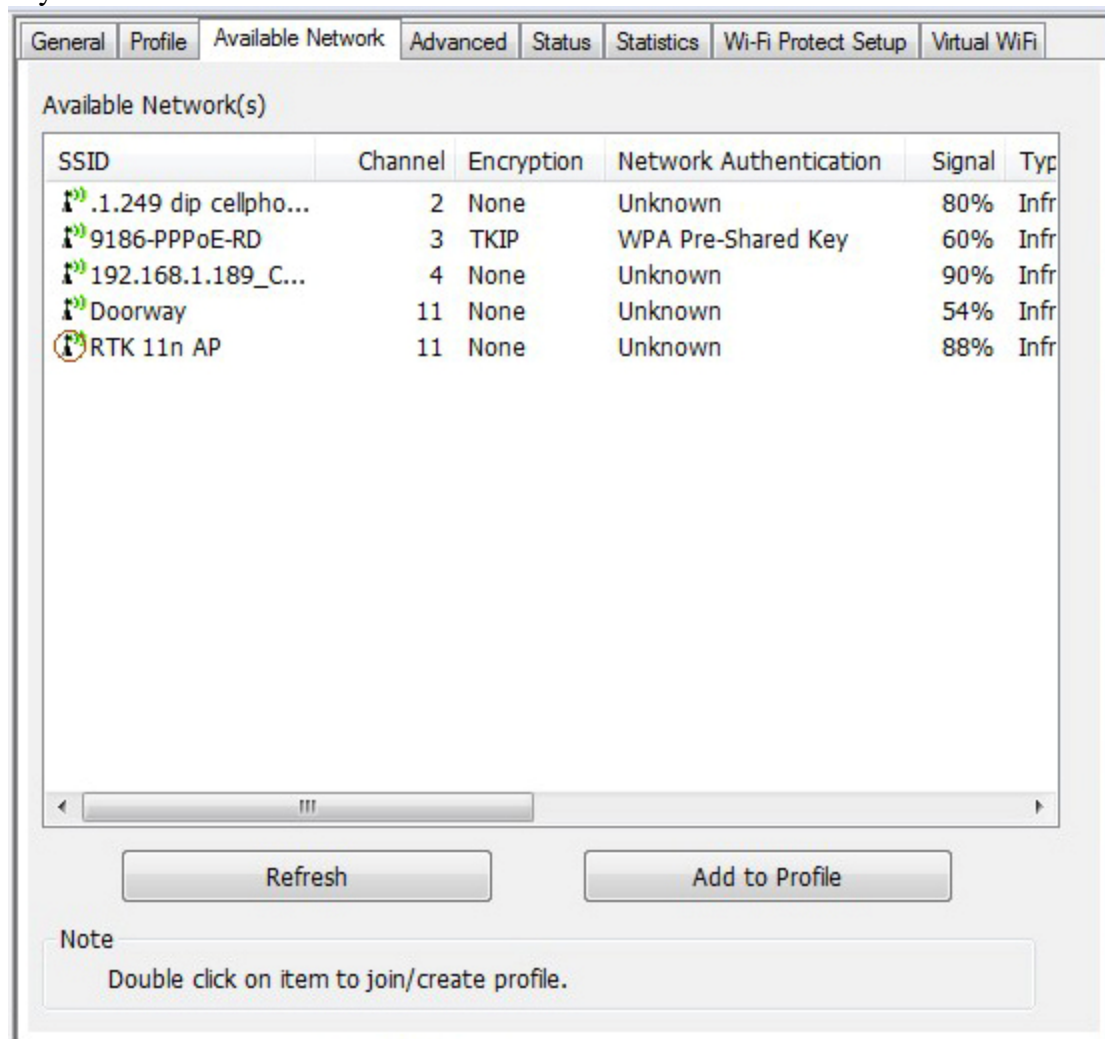 General Profile Available Network Advanced Status Statistics Wi-Fi Protect Setup Virtual WiFi
Available Network(s)
SSID Channel Encryption Network Authentication Signal Typ
.1.249 dip cellpho... 2 None Unknown 80% Infr
9186-PPPoE-RD 3 TKIP WPA Pre-Shared Key 60% Infr
192.168.1.189_C... 4 None Unknown 90% Infr
Doorway 11 None Unknown 54% Infr
RTK 11n AP 11 None Unknown 88% Infr
Refresh Add to Profile
Note
Double click on item to join/create profile.